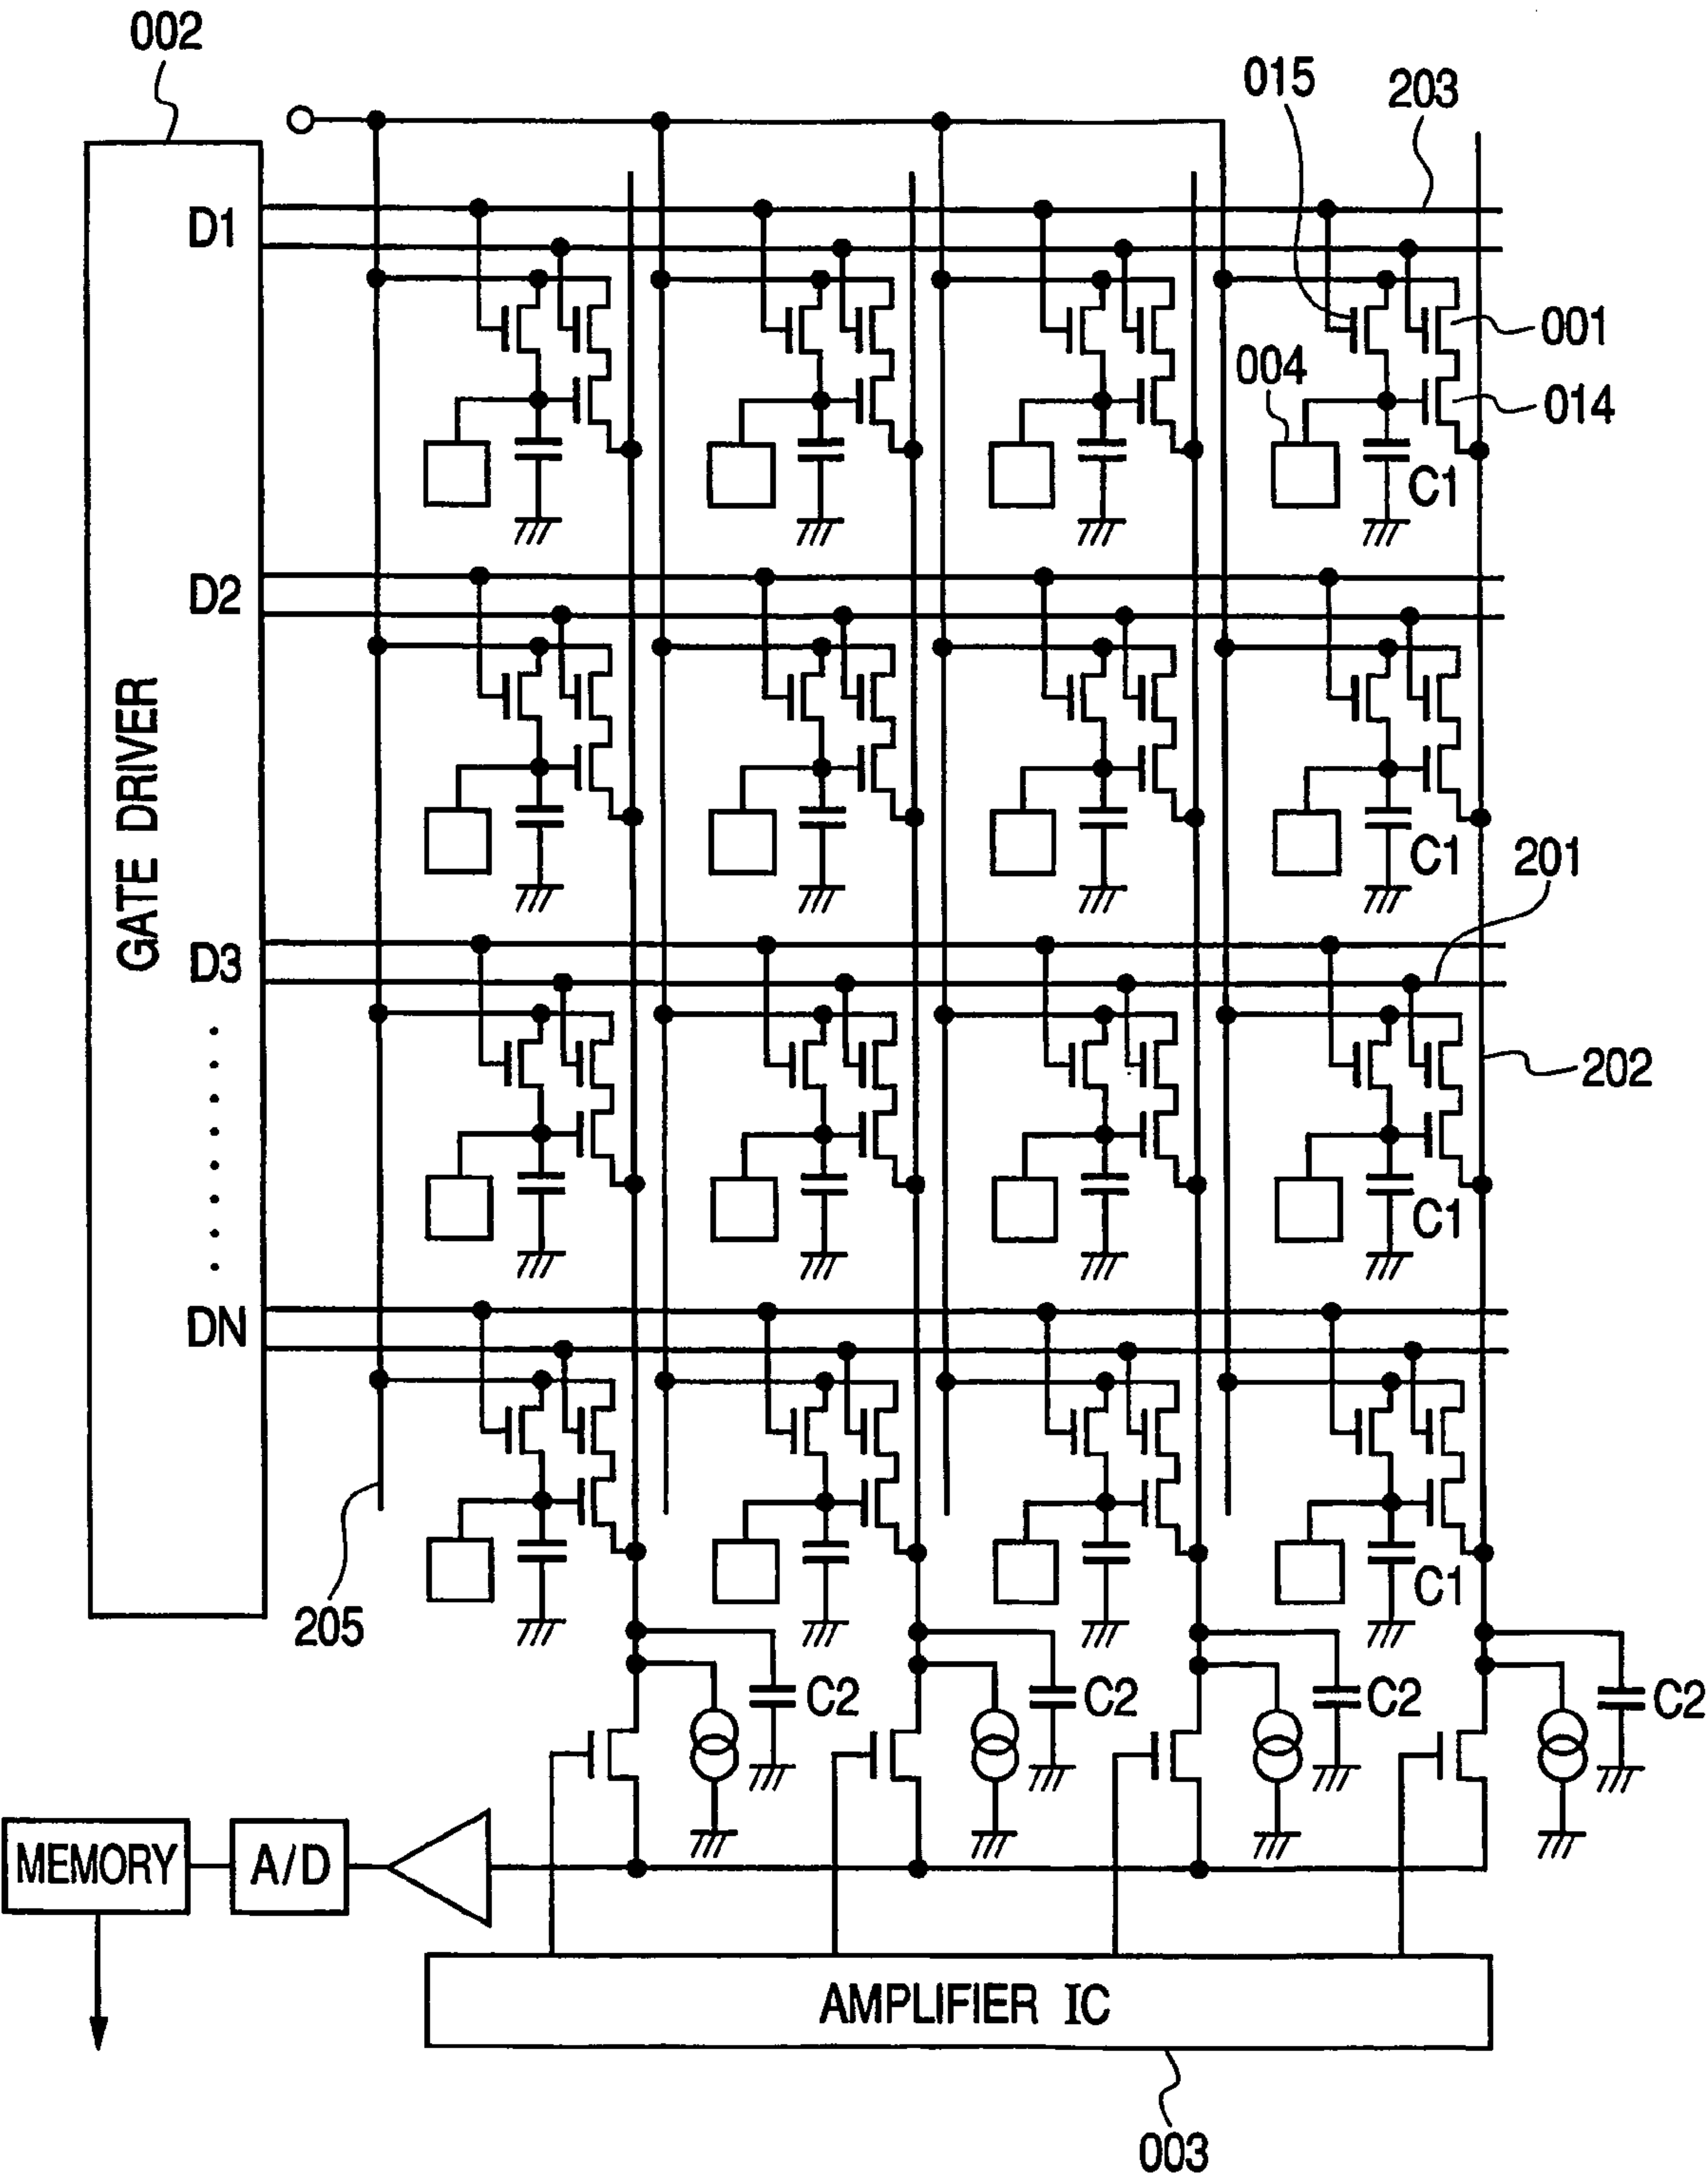 002
015
203
D1
001
004
014
C1
D2
C1
201
GATE DRIVER
D3
202
C1
DN
C1
205
C2
C2
C2
C2
MEMORY
A/D
AMPLIFIER IC
003